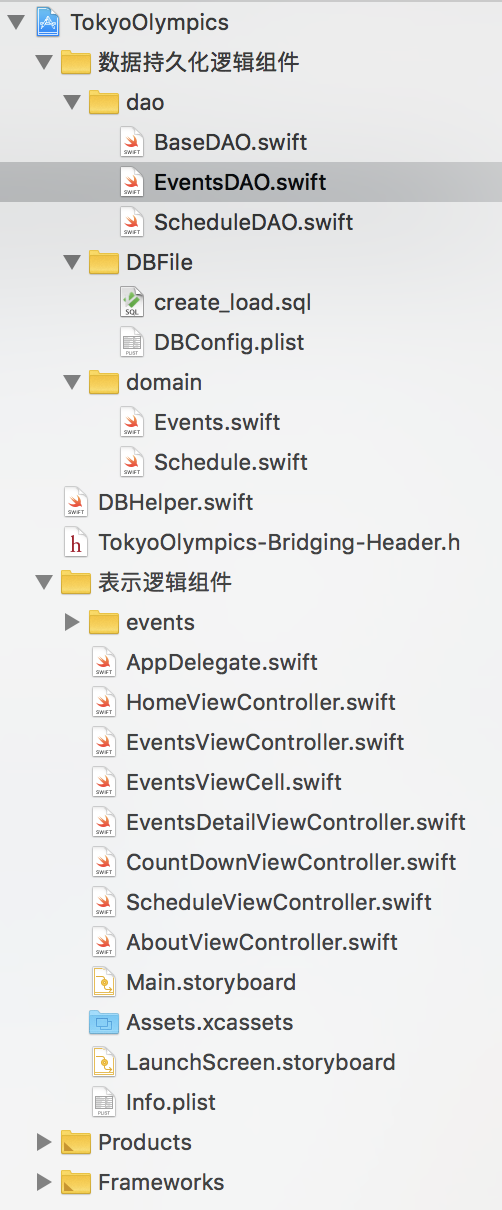 TokyoOlympics
数据持久化逻辑组件
dao
BaseDAO.swift
EventsDAO.swift
ScheduleDAO.swift
DBFile
create_load.sql
DBConfig.plist
domain
Events.swift
Schedule.swift
DBHelper.swift
TokyoOlympics-Bridging-Header.h
表示逻辑组件
events
AppDelegate.swift
HomeViewController.swift
EventsViewController.swift
EventsViewCell.swift
EventsDetailViewController.swift
CountDownViewController.swift
ScheduleViewController.swift
AboutViewController.swift
Main.storyboard
Assets.xcassets
LaunchScreen.storyboard
Info.plist
Products
Frameworks